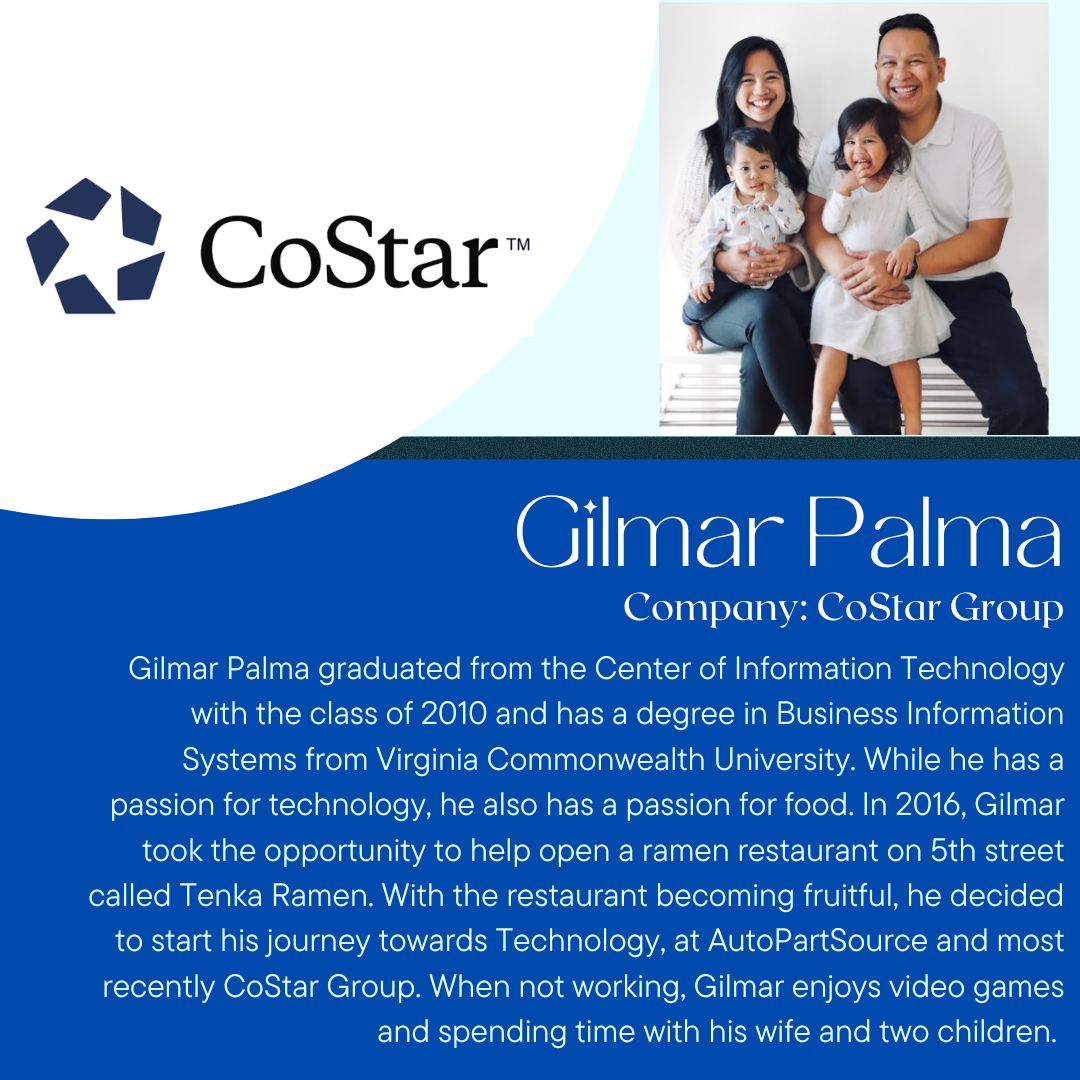 CoStar™
Gilmar Palma
Company: CoStar Group
Gilmar Palma graduated from the Center of Information Technology
with the class of 2010 and has a degree in Business Information
Systems from Virginia Commonwealth University. While he has a
passion for technology, he also has a passion for food. In 2016, Gilmar
took the opportunity to help open a ramen restaurant on 5th street
called Tenka Ramen. With the restaurant becoming fruitful, he decided
to start his journey towards Technology, at AutoPartSource and most
recently CoStar Group. When not working, Gilmar enjoys video games
and spending time with his wife and two children.